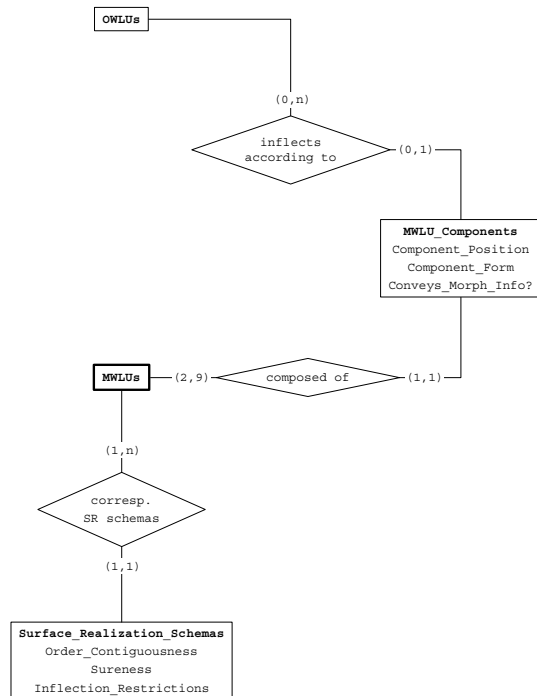 OWLUs
(0,n)
inflects
according to
(0,1)
MWLU_Components
Component_Position
Component_Form
Conveys_Morph_Info?
MWLUs
(2,9)
composed of
(1,1)
(1,n)
corresp.
SR schemas
(1,1)
Surface_Realization_Schemas
Order_Contiguousness
Sureness
Inflection_Restrictions